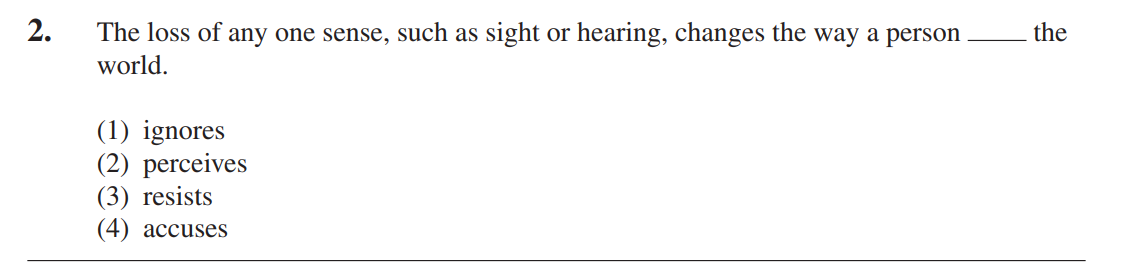 2. The loss of any one sense, such as sight or hearing, changes the way a person _____ the
world.
(1) ignores
(2) perceives
(3) resists
(4) accuses